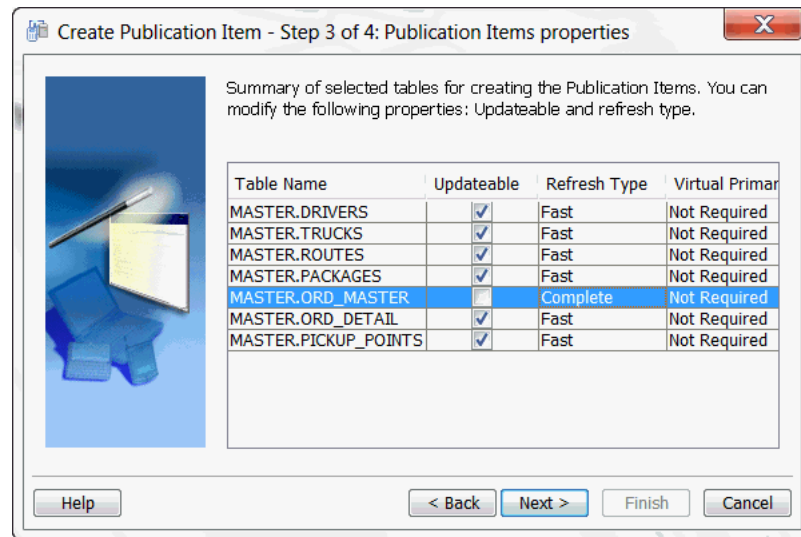 Create Publication Item - Step 3 of 4: Publication Items properties
Summary of selected tables for creating the Publication Items. You can
modify the following properties: Updateable and refresh type.
Table Name Updateable Refresh Type Virtual Primar
MASTER.DRIVERS Fast Not Required
MASTER.TRUCKS Fast Not Required
MASTER.ROUTES Fast Not Required
MASTER.PACKAGES Fast Not Required
MASTER.ORD_MASTER Complete Not Required
MASTER.ORD_DETAIL Fast Not Required
MASTER.PICKUP_POINTS Fast Not Required
Help < Back Next > Finish Cancel